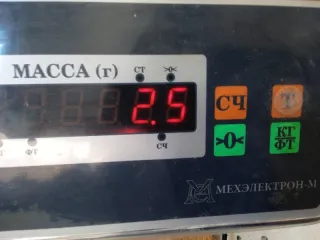 МАССА (г) СТ >0<
2.5
ФТ СЧ
СЧ Т
>0< КГ
ФТ
МЕХЭЛЕКТРОН-М